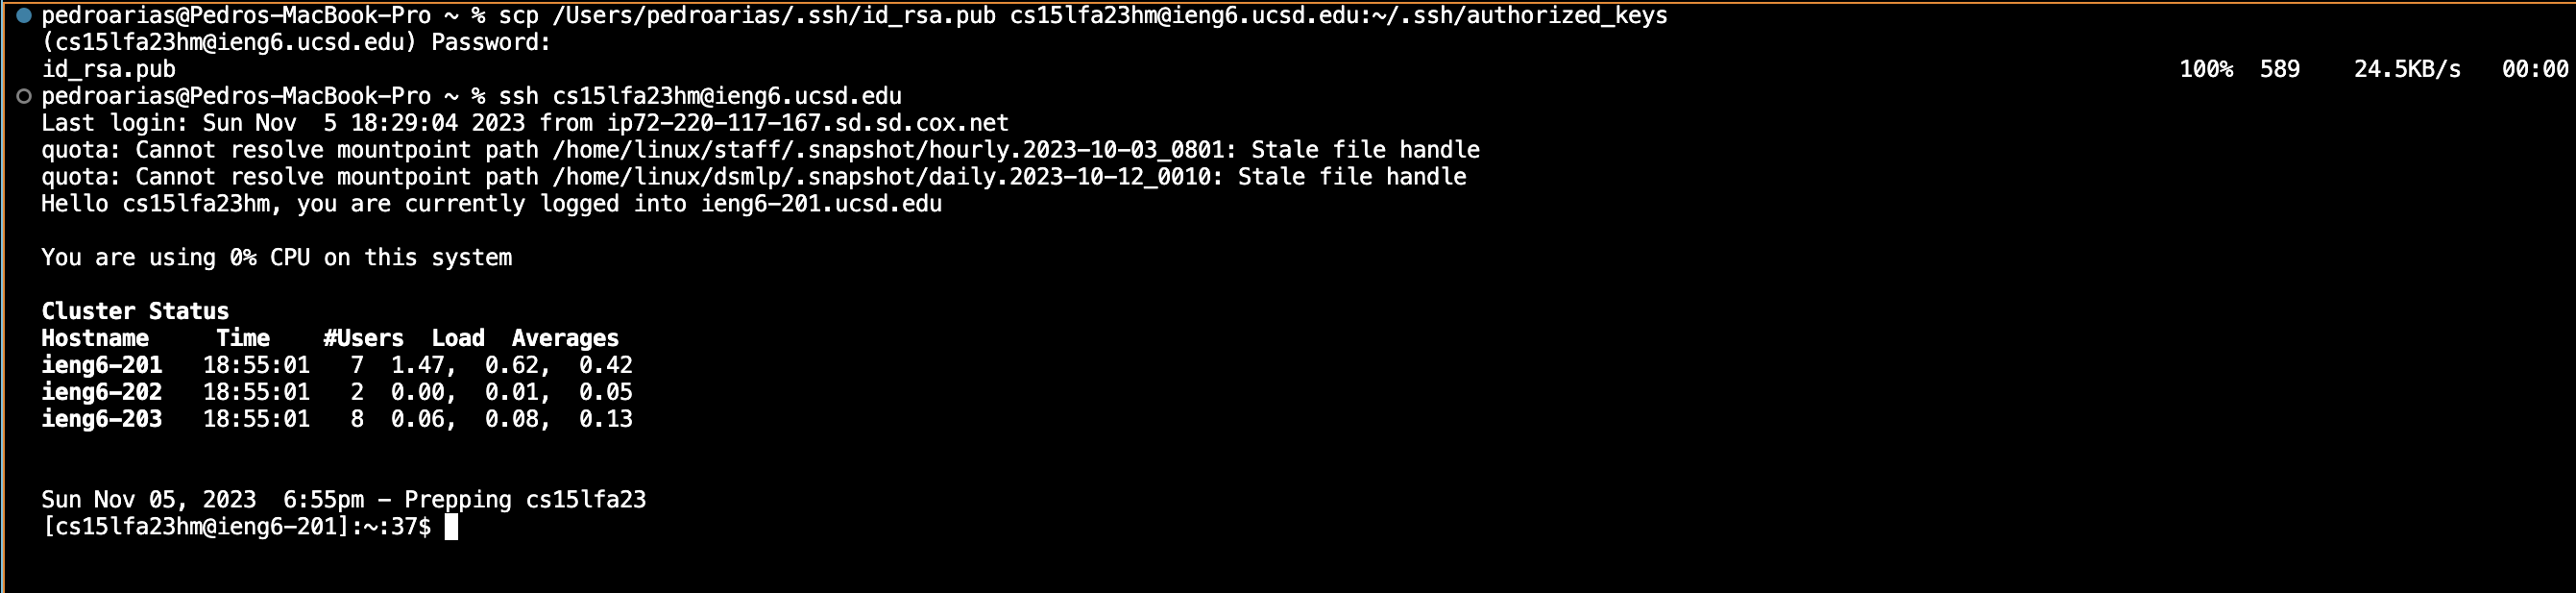 pedroarias@Pedros-MacBook-Pro ~ % scp /Users/pedroarias/.ssh/id_rsa.pub cs15lfa23hm@ieng6.ucsd.edu:~/.ssh/authorized_keys
(cs15lfa23hm@ieng6.ucsd.edu) Password:
id_rsa.pub 100% 589 24.5KB/s 00:00
pedroarias@Pedros-MacBook-Pro ~ % ssh cs15lfa23hm@ieng6.ucsd.edu
Last login: Sun Nov  5 18:29:04 2023 from ip72-220-117-167.sd.sd.cox.net
quota: Cannot resolve mountpoint path /home/linux/staff/.snapshot/hourly.2023-10-03_0801: Stale file handle
quota: Cannot resolve mountpoint path /home/linux/dsmlp/.snapshot/daily.2023-10-12_0010: Stale file handle
Hello cs15lfa23hm, you are currently logged into ieng6-201.ucsd.edu
You are using 0% CPU on this system
Cluster Status
Hostname     Time    #Users  Load  Averages
ieng6-201   18:55:01   7  1.47,  0.62,  0.42
ieng6-202   18:55:01   2  0.00,  0.01,  0.05
ieng6-203   18:55:01   8  0.06,  0.08,  0.13
Sun Nov 05, 2023  6:55pm - Prepping cs15lfa23
[cs15lfa23hm@ieng6-201]:~:37$